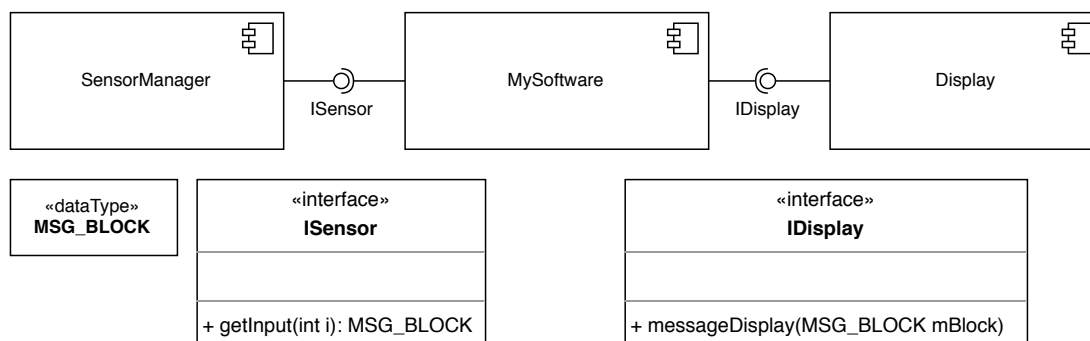 SensorManager
ISensor
MySoftware
IDisplay
Display
«dataType»
MSG_BLOCK
«interface»
ISensor
+ getInput(int i): MSG_BLOCK
«interface»
IDisplay
+ messageDisplay(MSG_BLOCK mBlock)